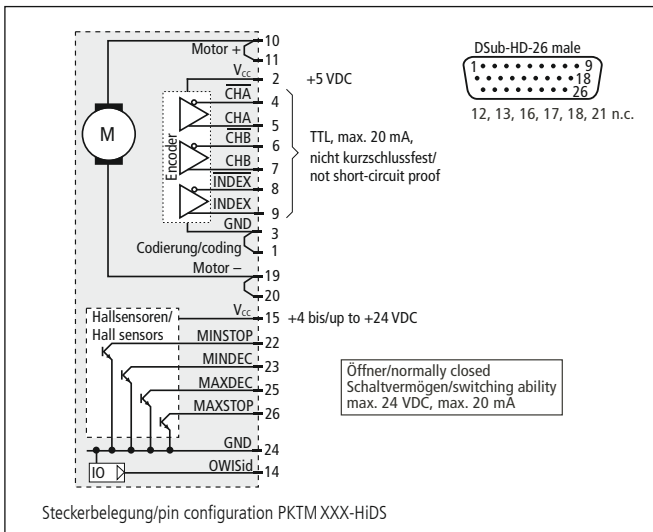 Motor +
10
11
VCC
2
+5 VDC
CHA
4
CHA
5
CHB
6
CHB
7
INDEX
8
INDEX
9
GND
3
Codierung/coding
1
Motor –
19
20
M
Encoder
TTL, max. 20 mA,
nicht kurzschlussfest/
not short-circuit proof
DSub-HD-26 male
1
9
18
26
12, 13, 16, 17, 18, 21 n.c.
Hallsensoren/
Hall sensors
VCC
15
+4 bis/up to +24 VDC
MINSTOP
22
MINDEC
23
MAXDEC
25
MAXSTOP
26
GND
24
IO
OWISid
14
Öffner/normally closed
Schaltvermögen/switching ability
max. 24 VDC, max. 20 mA
Steckerbelegung/pin configuration PKTM XXX-HiDS